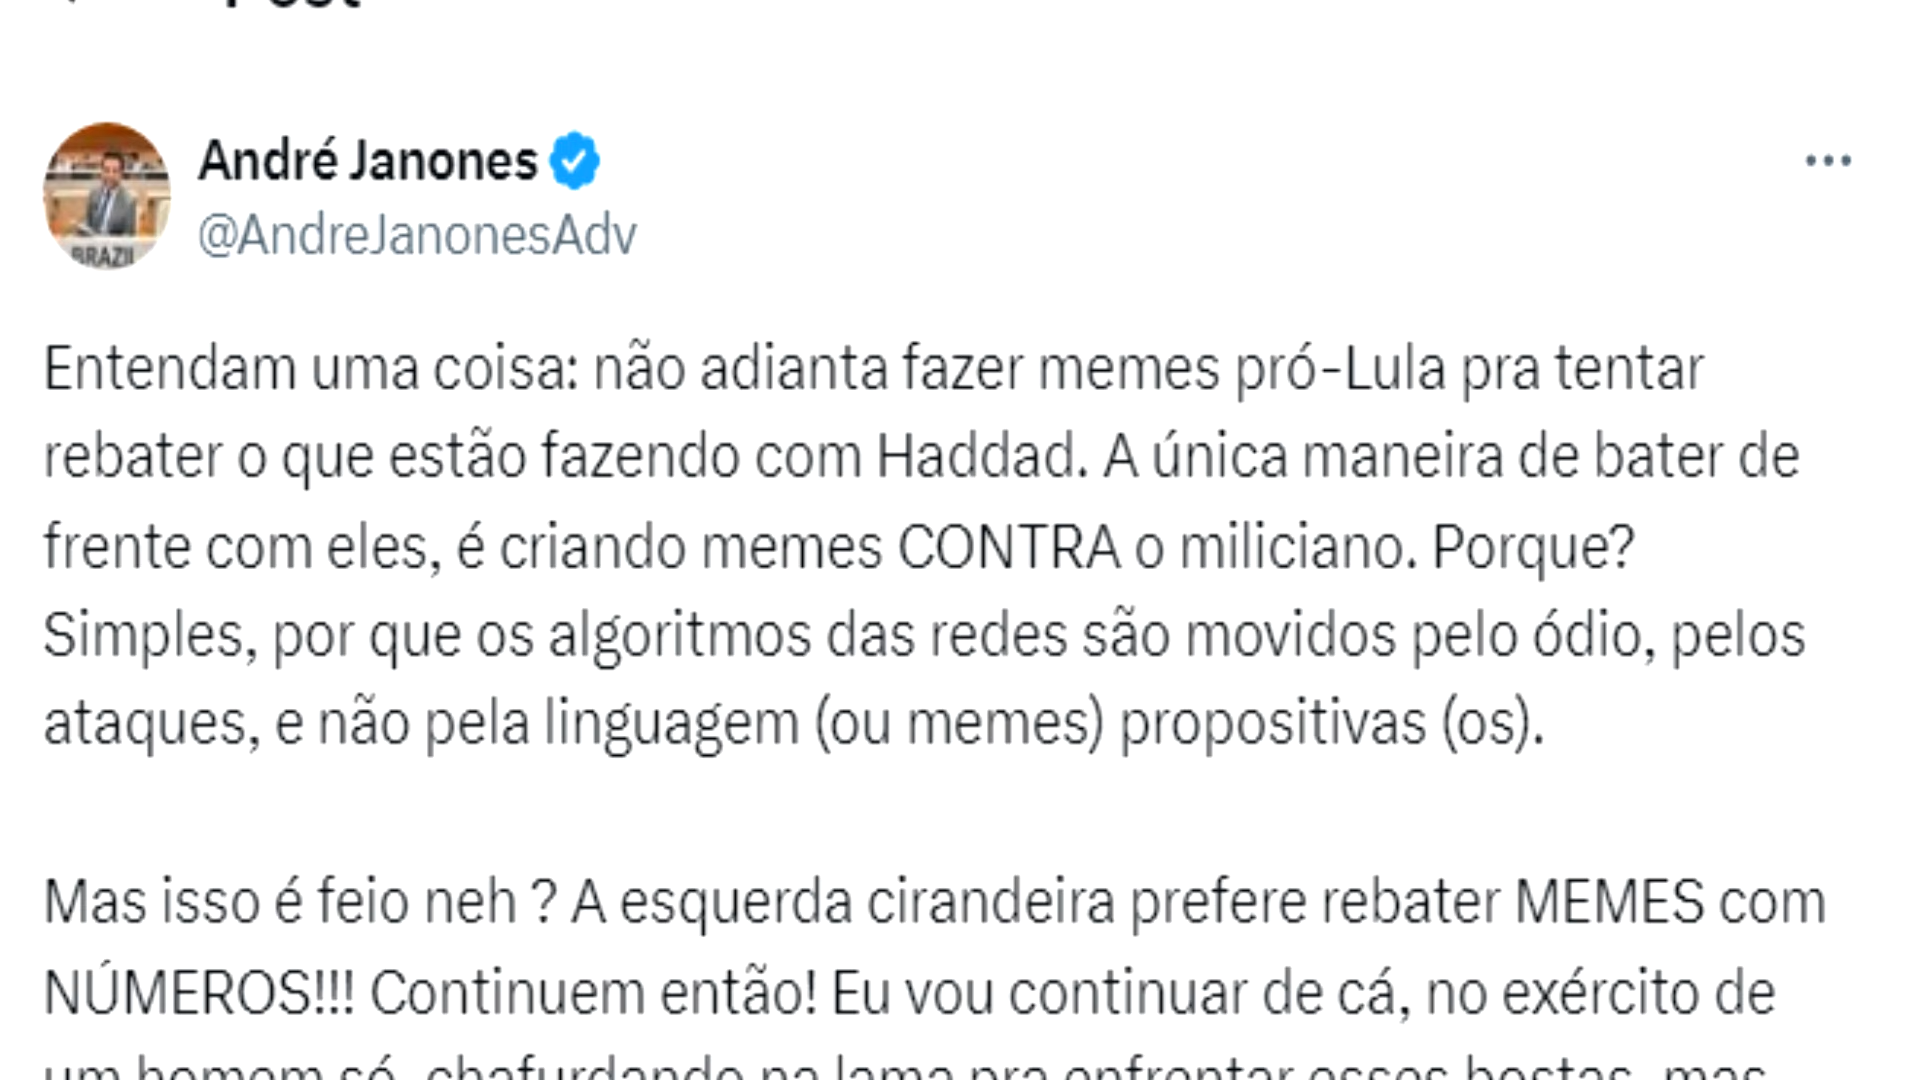 Post
André Janones
@AndreJanonesAdv
BRAZIL
Entendam uma coisa: não adianta fazer memes pró-Lula pra tentar
rebater o que estão fazendo com Haddad. A única maneira de bater de
frente com eles, é criando memes CONTRA o miliciano. Porque?
Simples, por que os algoritmos das redes são movidos pelo ódio, pelos
ataques, e não pela linguagem (ou memes) propositivas (os).
Mas isso é feio neh ? A esquerda cirandeira prefere rebater MEMES com
NÚMEROS!!! Continuem então! Eu vou continuar de cá, no exército de
um homem só, chafurdando na lama pra enfrentar esses bostas, mas